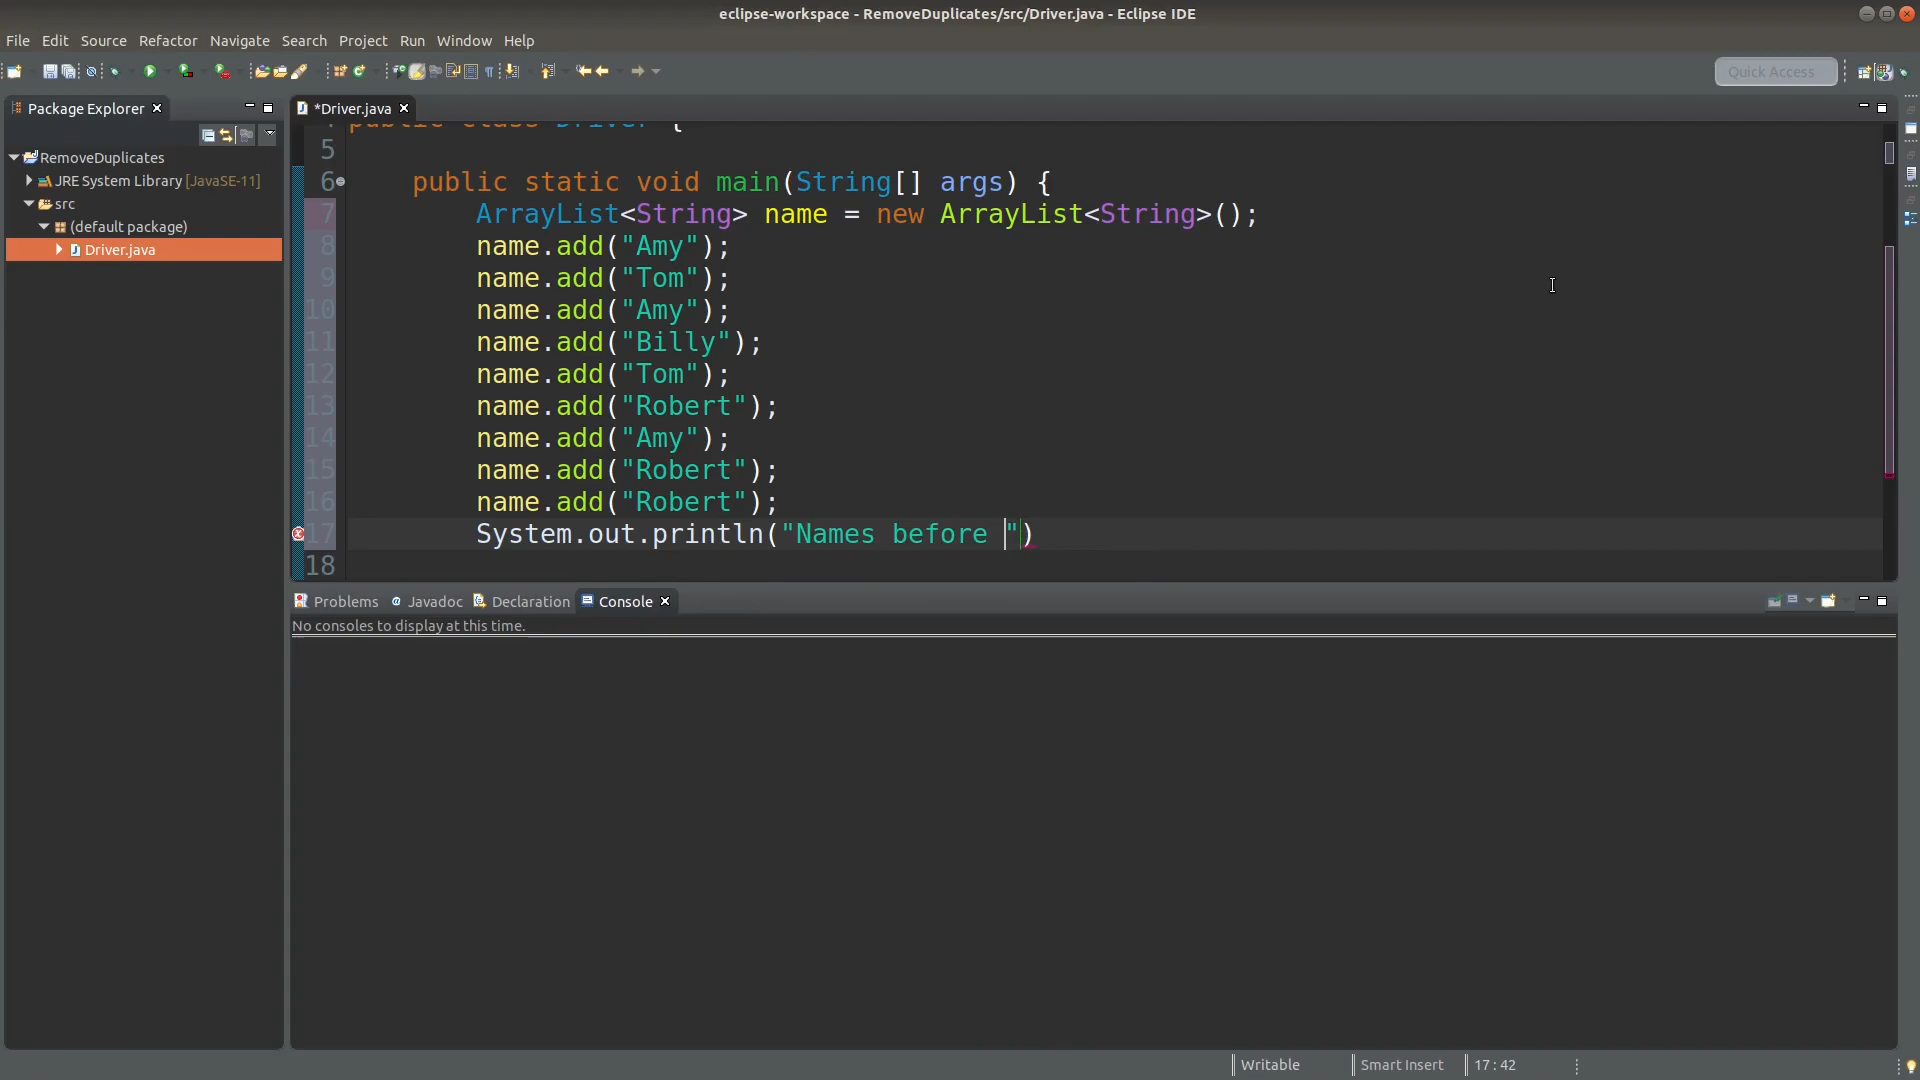 eclipse-workspace - RemoveDuplicates/src/Driver.java - Eclipse IDE
File Edit Source Refactor Navigate Search Project Run Window Help
Quick Access
Package Explorer
RemoveDuplicates
JRE System Library [JavaSE-11]
src
(default package)
Driver.java
*Driver.java
public class Driver {
5
6 public static void main(String[] args) {
7 ArrayList<String> name = new ArrayList<String>();
8 name.add("Amy");
9 name.add("Tom");
10 name.add("Amy");
11 name.add("Billy");
12 name.add("Tom");
13 name.add("Robert");
14 name.add("Amy");
15 name.add("Robert");
16 name.add("Robert");
17 System.out.println("Names before ")
18
Problems @ Javadoc Declaration Console
No consoles to display at this time.
Writable Smart Insert 17 : 42